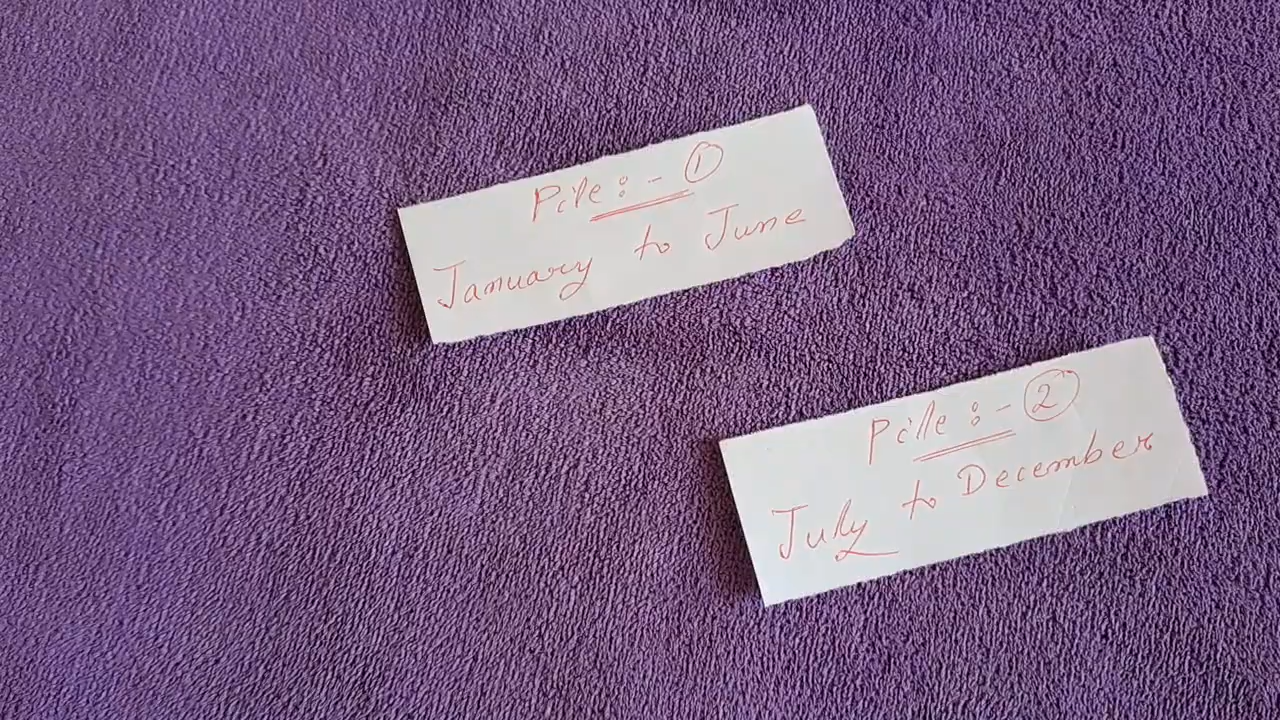 Pile :- ①
January to June
Pile :- ②
July to December